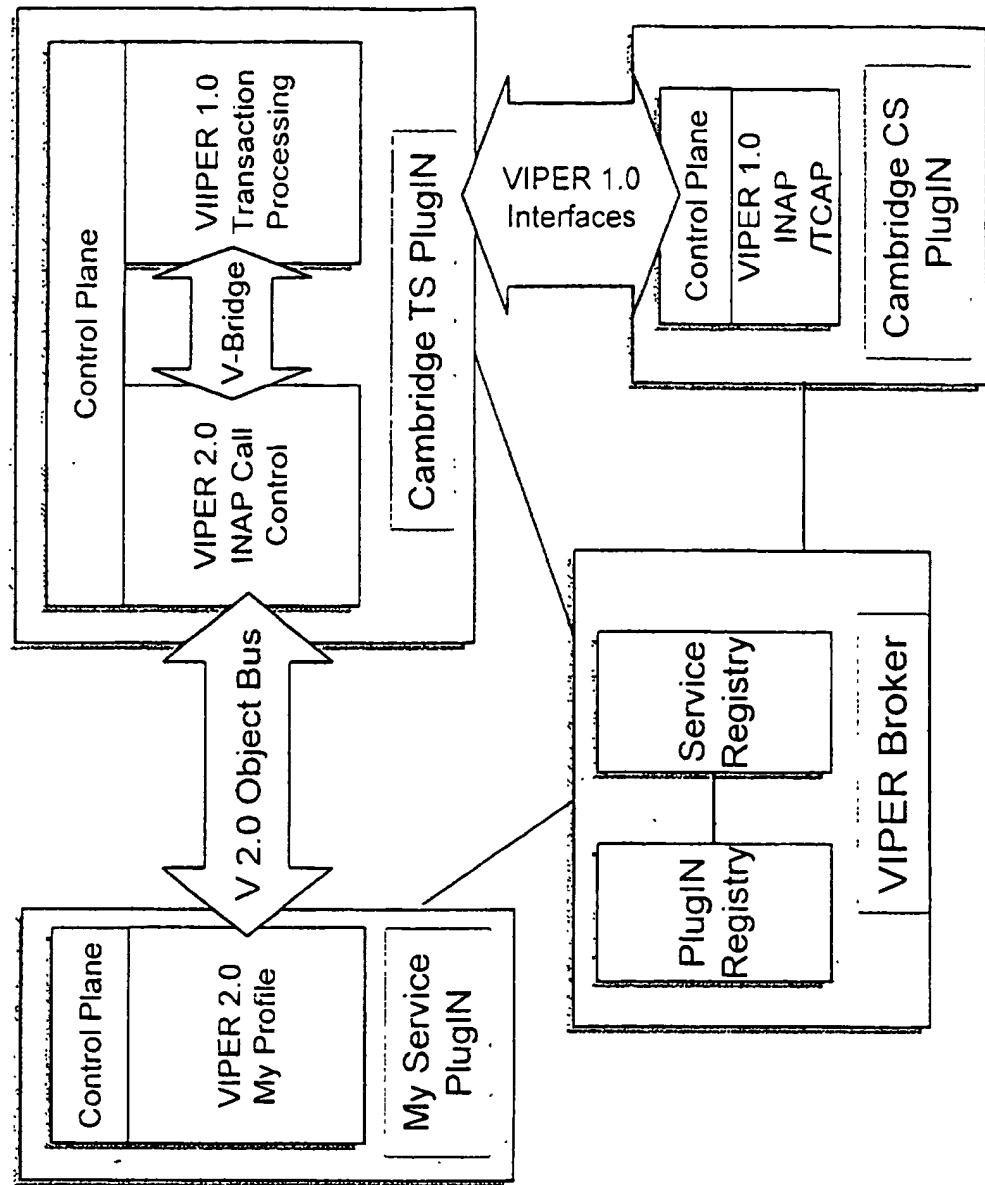 Control Plane
VIPER 2.0
My Profile
My Service
PlugIN
V 2.0 Object Bus
Control Plane
VIPER 2.0
INAP Call
Control
V-Bridge
VIIPER 1.0
Transaction
Processing
Cambridge TS PlugIN
VIPER 1.0
Interfaces
PlugIN
Registry
Service
Registry
VIPER Broker
Control Plane
VIPER 1.0
INAP
/TCAP
Cambridge CS
PlugIN